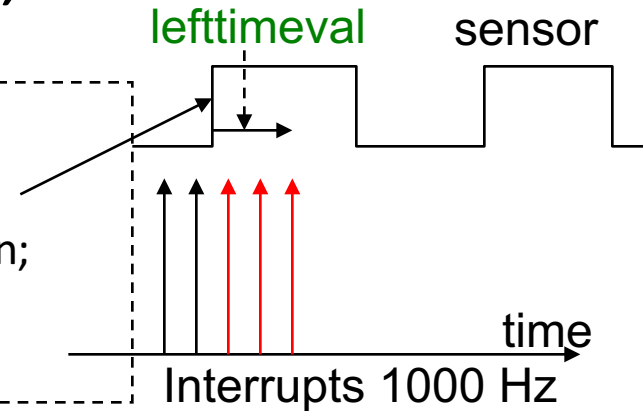 )
lefttimeval sensor
n;
time
Interrupts 1000 Hz